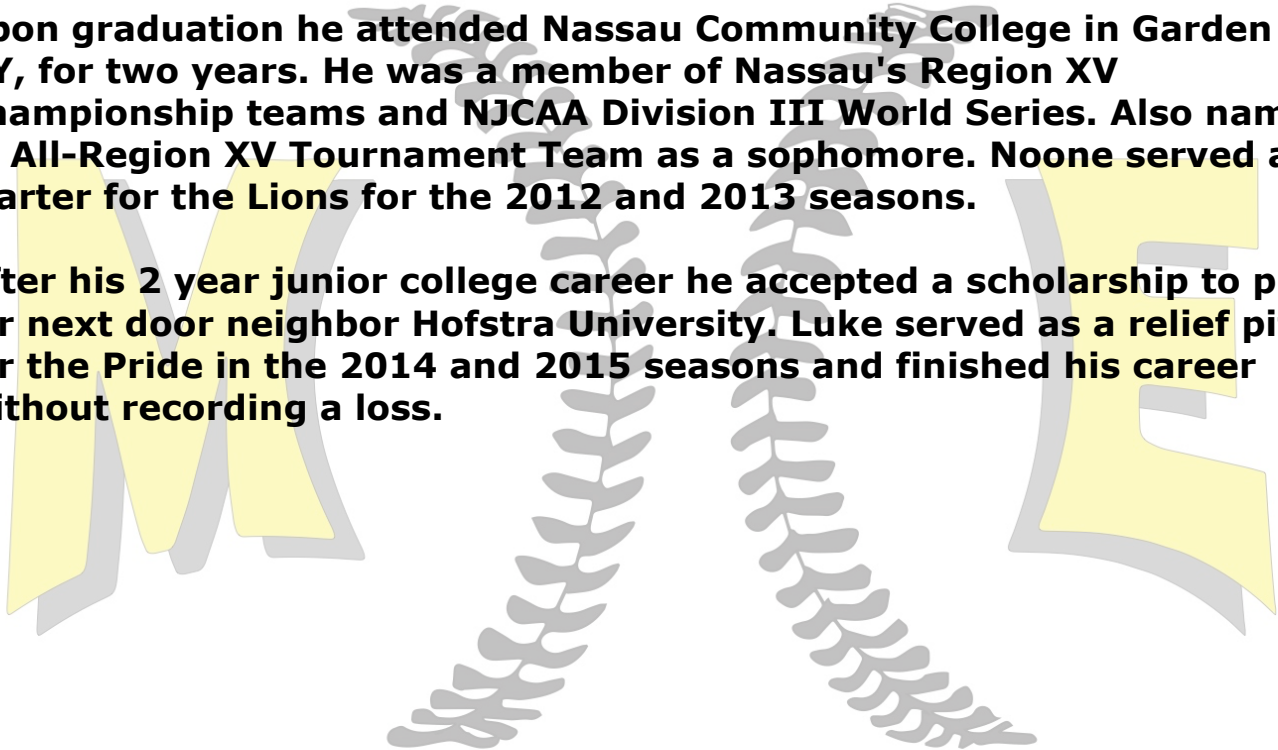 pon graduation he attended Nassau Community College in Garden
Y, for two years. He was a member of Nassau's Region XV
hampionship teams and NJCAA Division III World Series. Also nam
All-Region XV Tournament Team as a sophomore. Noone served a
arter for the Lions for the 2012 and 2013 seasons.
fter his 2 year junior college career he accepted a scholarship to p
r next door neighbor Hofstra University. Luke served as a relief pi
r the Pride in the 2014 and 2015 seasons and finished his career
ithout recording a loss.
M E